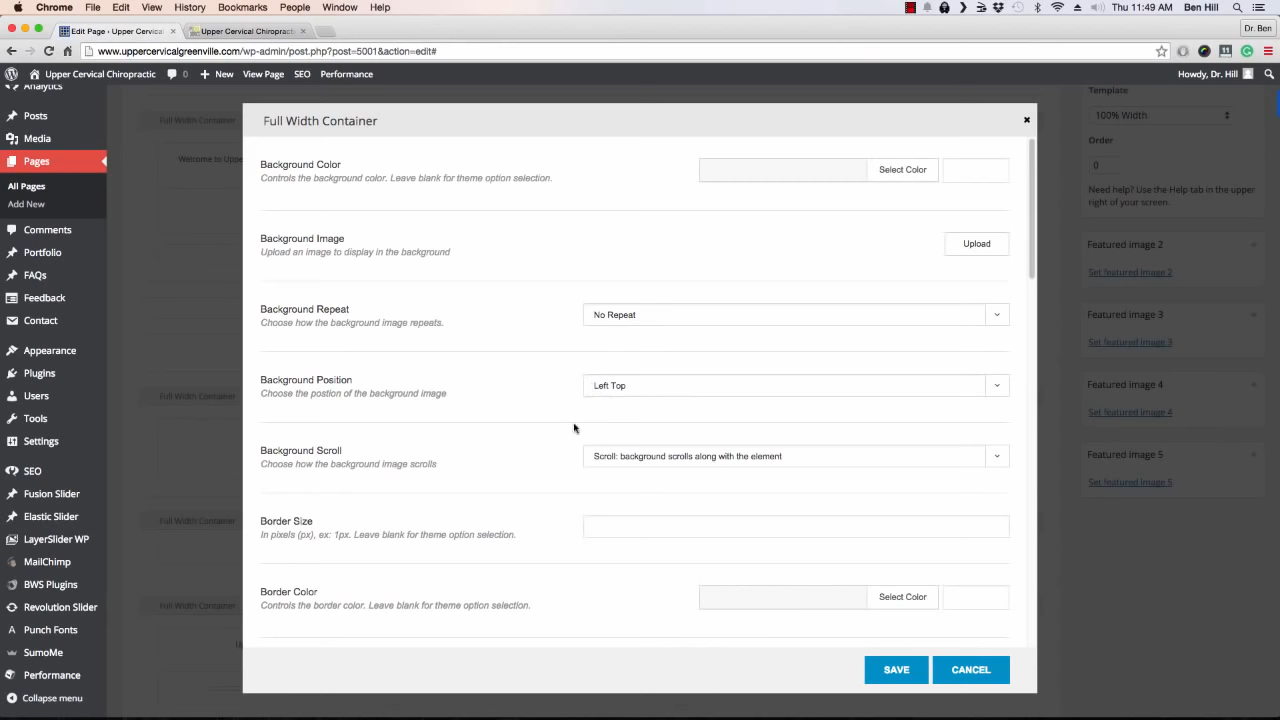 Chrome File Edit View History Bookmarks People Window Help
Thu 11:49 AM Ben Hill
Edit Page ‹ Upper Cervical
Upper Cervical Chiropractic
Dr. Ben
www.uppercervicalgreenville.com/wp-admin/post.php?post=5001&action=edit#
Upper Cervical Chiropractic 0 New View Page SEO Performance
Howdy, Dr. Hill
Analytics
Posts
Media
Pages
All Pages
Add New
Comments
Portfolio
FAQs
Feedback
Contact
Appearance
Plugins
Users
Tools
Settings
SEO
Fusion Slider
Elastic Slider
LayerSlider WP
MailChimp
BWS Plugins
Revolution Slider
Punch Fonts
SumoMe
Performance
Collapse menu
Full Width Container
Welcome to Uppe
Full Width Container
Full Width Container
Full Width Container
Full Width Container
Background Color
Controls the background color. Leave blank for theme option selection.
Select Color
Background Image
Upload an image to display in the background
Upload
Background Repeat
Choose how the background image repeats.
No Repeat
Background Position
Choose the postion of the background image
Left Top
Background Scroll
Choose how the background image scrolls
Scroll: background scrolls along with the element
Border Size
In pixels (px), ex: 1px. Leave blank for theme option selection.
Border Color
Controls the border color. Leave blank for theme option selection.
Select Color
SAVE CANCEL
Template
100% Width
Order
0
Need help? Use the Help tab in the upper
right of your screen.
Featured image 2
Set featured image 2
Featured image 3
Set featured image 3
Featured image 4
Set featured image 4
Featured image 5
Set featured image 5